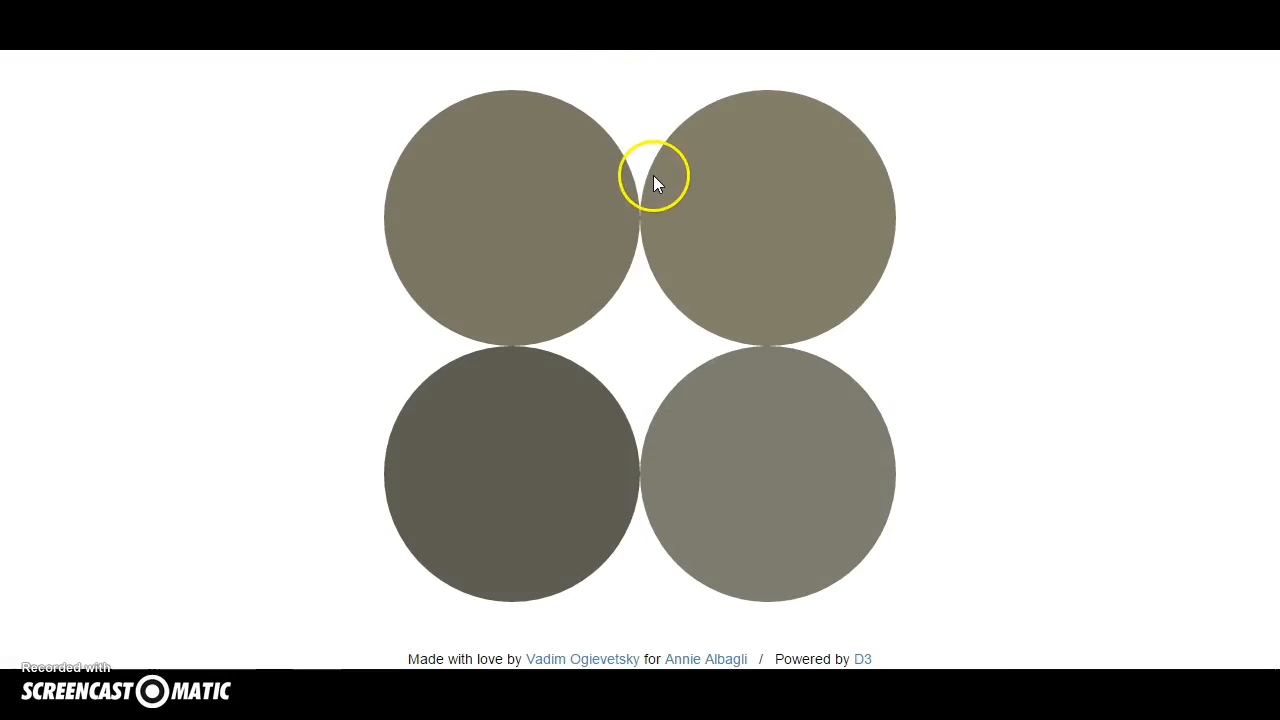 Made with love by Vadim Ogievetsky for Annie Albagli / Powered by D3
Recorded with
SCREENCAST MATIC